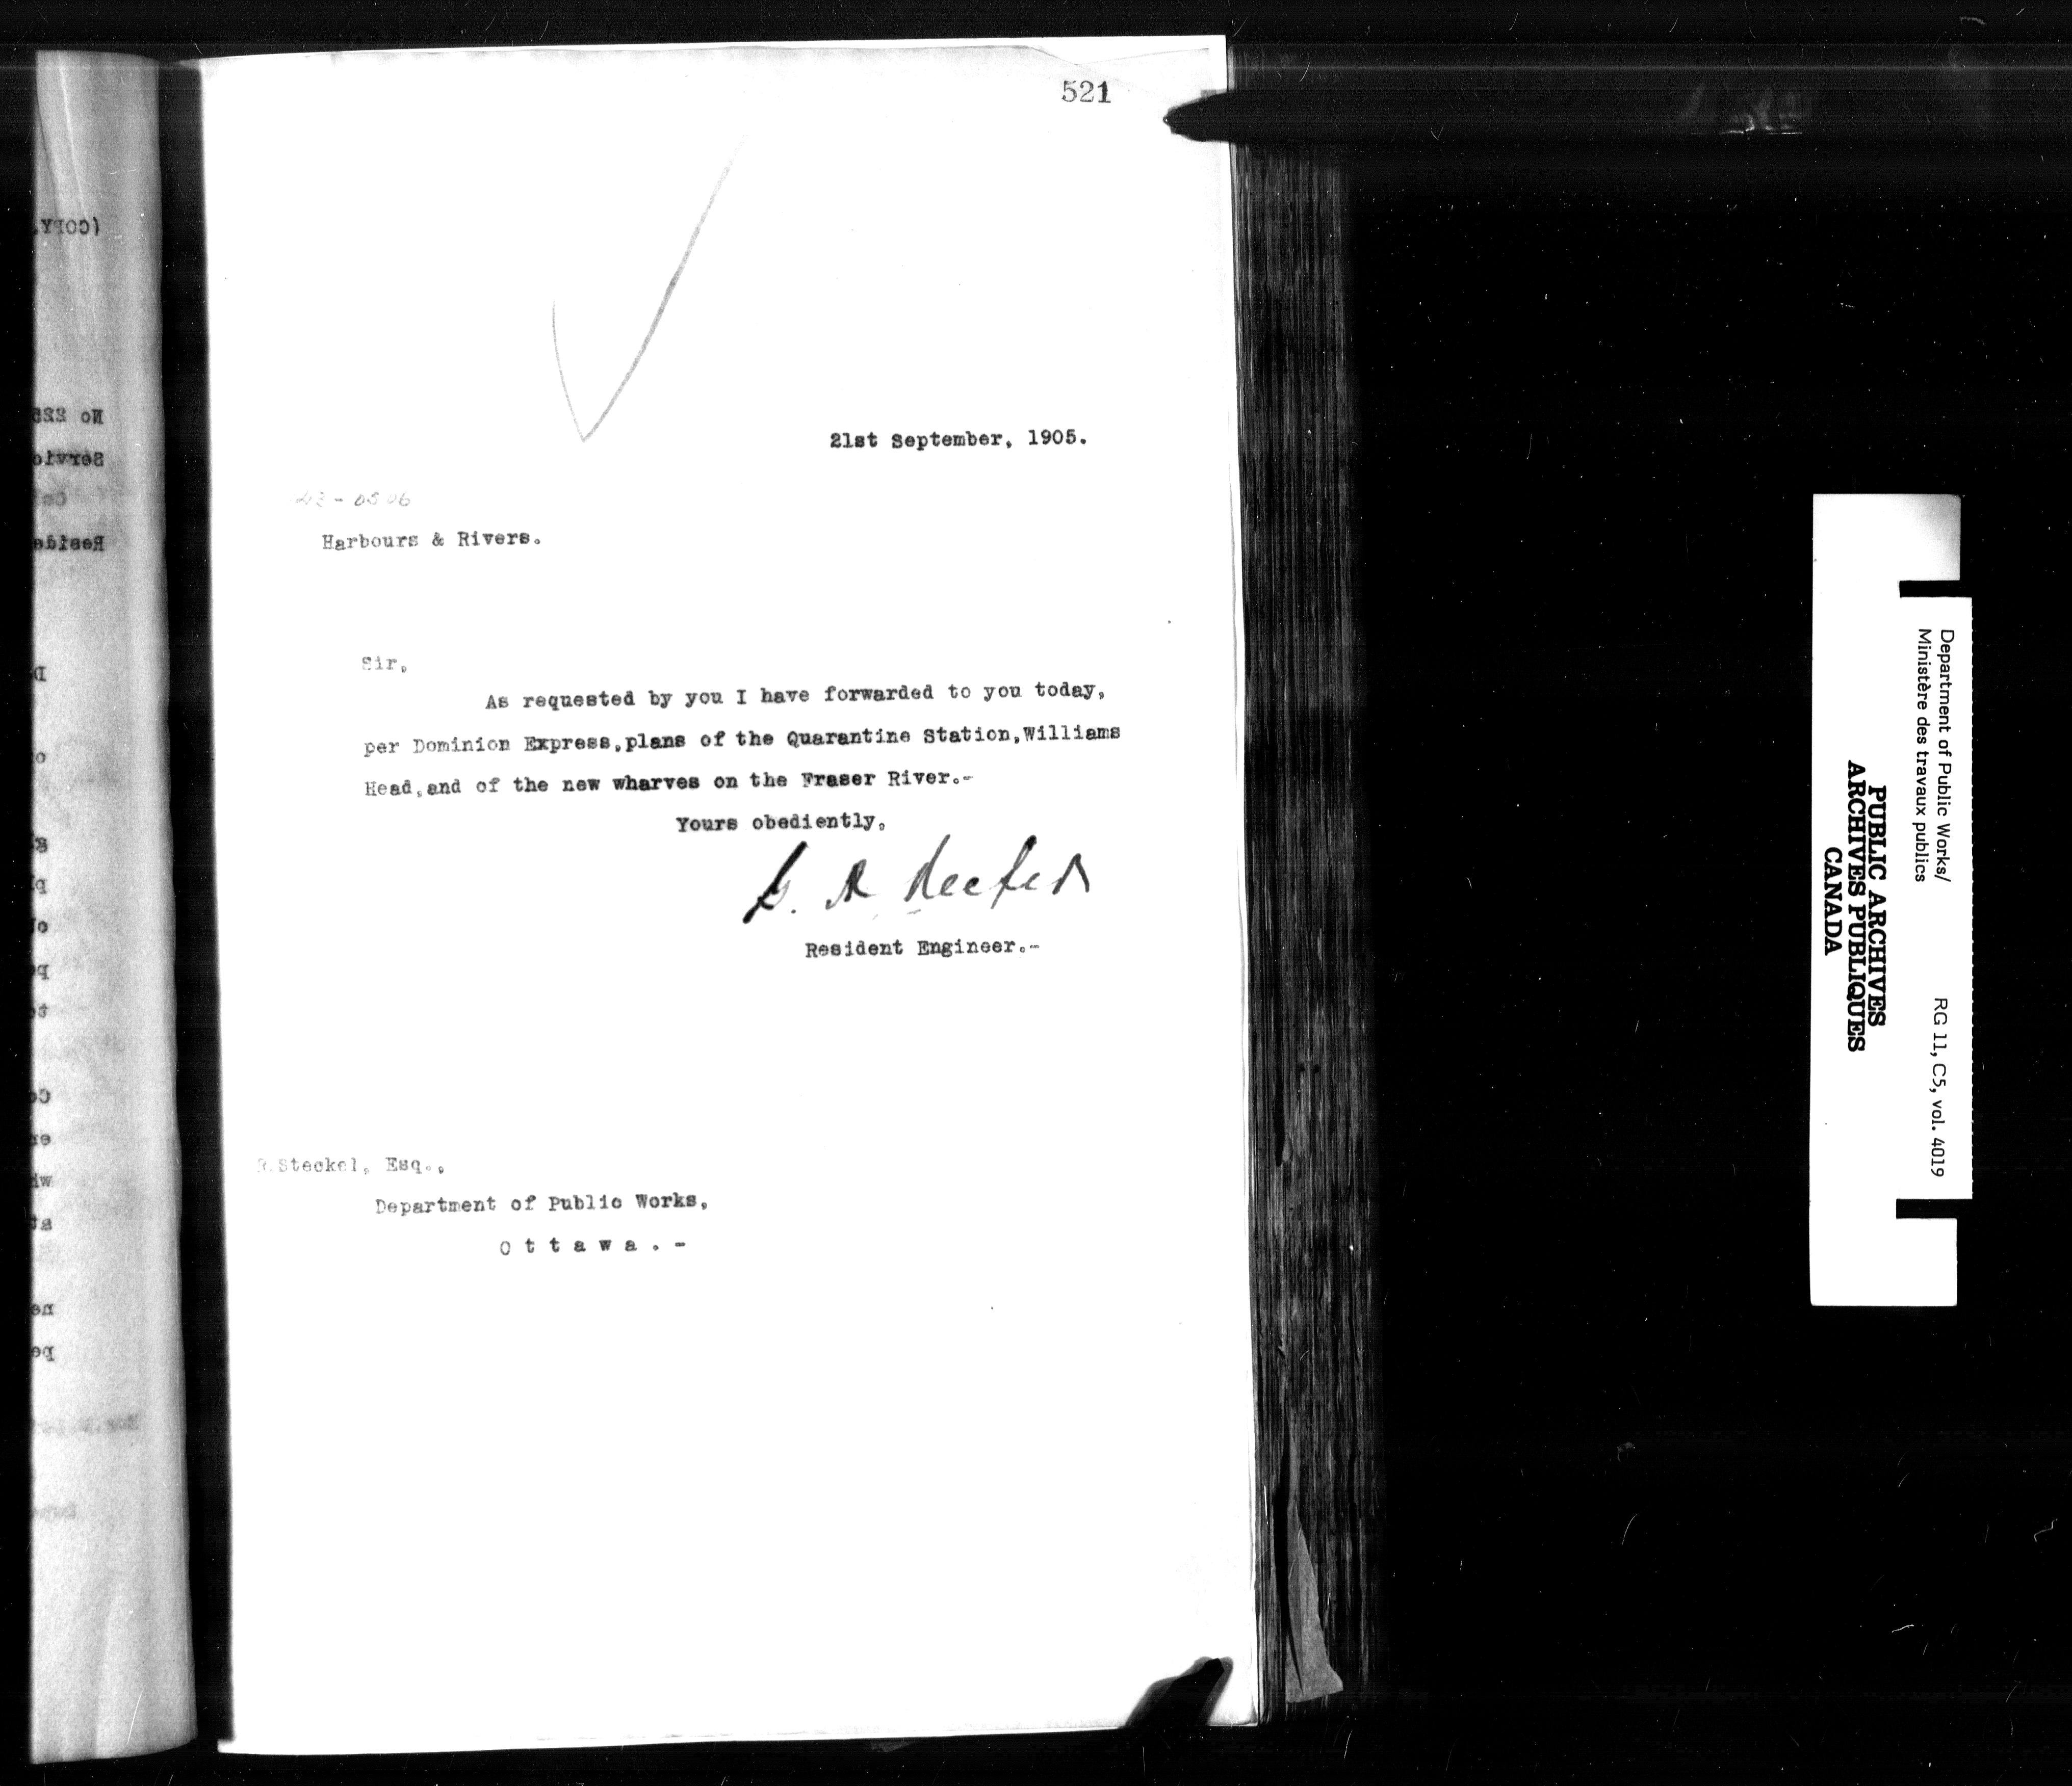 521
21st September, 1905.
Harbours & Rivers.
Sir,
As requested by you I have forwarded to you today,
per Dominion Express,plans of the Quarantine Station,Williams
Head,and of the new wharves on the Fraser River.-
Yours obediently,
G. A Keefer
Resident Engineer.-
R.Steckel, Esq.,
Department of Public Works,
O t t a w a . -
Department of Public Works/
Ministère des travaux publics
RG 11, C5, vol. 4019
PUBLIC ARCHIVES
ARCHIVES PUBLIQUES
CANADA